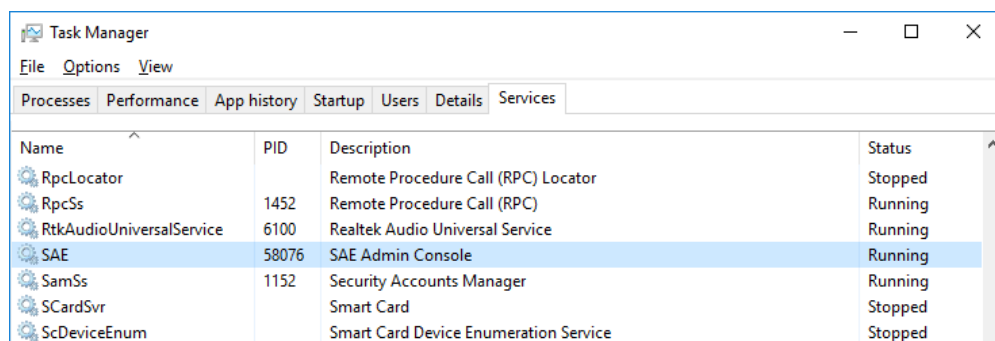 Task Manager
File Options View
Processes Performance App history Startup Users Details Services
Name PID Description Status
RpcLocator Remote Procedure Call (RPC) Locator Stopped
RpcSs 1452 Remote Procedure Call (RPC) Running
RtkAudioUniversalService 6100 Realtek Audio Universal Service Running
SAE 58076 SAE Admin Console Running
SamSs 1152 Security Accounts Manager Running
SCardSvr Smart Card Stopped
ScDeviceEnum Smart Card Device Enumeration Service Stopped